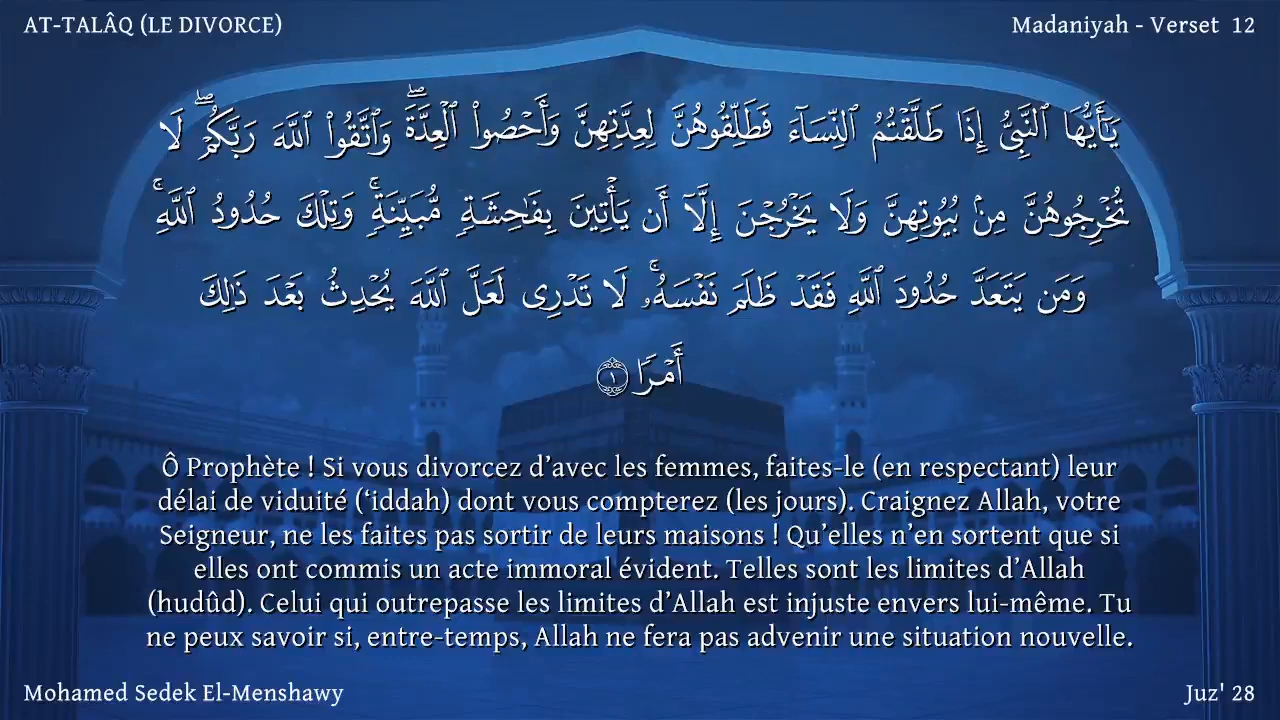 AT-TALÂQ (LE DIVORCE)
Madaniyah - Verset 12
يَـٰٓأَيُّهَا ٱلنَّبِىُّ إِذَا طَلَّقْتُمُ ٱلنِّسَآءَ فَطَلِّقُوهُنَّ لِعِدَّتِهِنَّ وَأَحْصُوا۟ ٱلْعِدَّةَ ۖ وَٱتَّقُوا۟ ٱللَّهَ رَبَّكُمْ ۖ لَا
تُخْرِجُوهُنَّ مِنۢ بُيُوتِهِنَّ وَلَا يَخْرُجْنَ إِلَّآ أَن يَأْتِينَ بِفَـٰحِشَةٍ مُّبَيِّنَةٍ ۚ وَتِلْكَ حُدُودُ ٱللَّهِ ۚ
وَمَن يَتَعَدَّ حُدُودَ ٱللَّهِ فَقَدْ ظَلَمَ نَفْسَهُۥ ۚ لَا تَدْرِى لَعَلَّ ٱللَّهَ يُحْدِثُ بَعْدَ ذَٰلِكَ
أَمْرًا ١
Ô Prophète ! Si vous divorcez d’avec les femmes, faites-le (en respectant) leur
délai de viduité (‘iddah) dont vous compterez (les jours). Craignez Allah, votre
Seigneur, ne les faites pas sortir de leurs maisons ! Qu’elles n’en sortent que si
elles ont commis un acte immoral évident. Telles sont les limites d’Allah
(hudûd). Celui qui outrepasse les limites d’Allah est injuste envers lui-même. Tu
ne peux savoir si, entre-temps, Allah ne fera pas advenir une situation nouvelle.
Mohamed Sedek El-Menshawy
Juz' 28